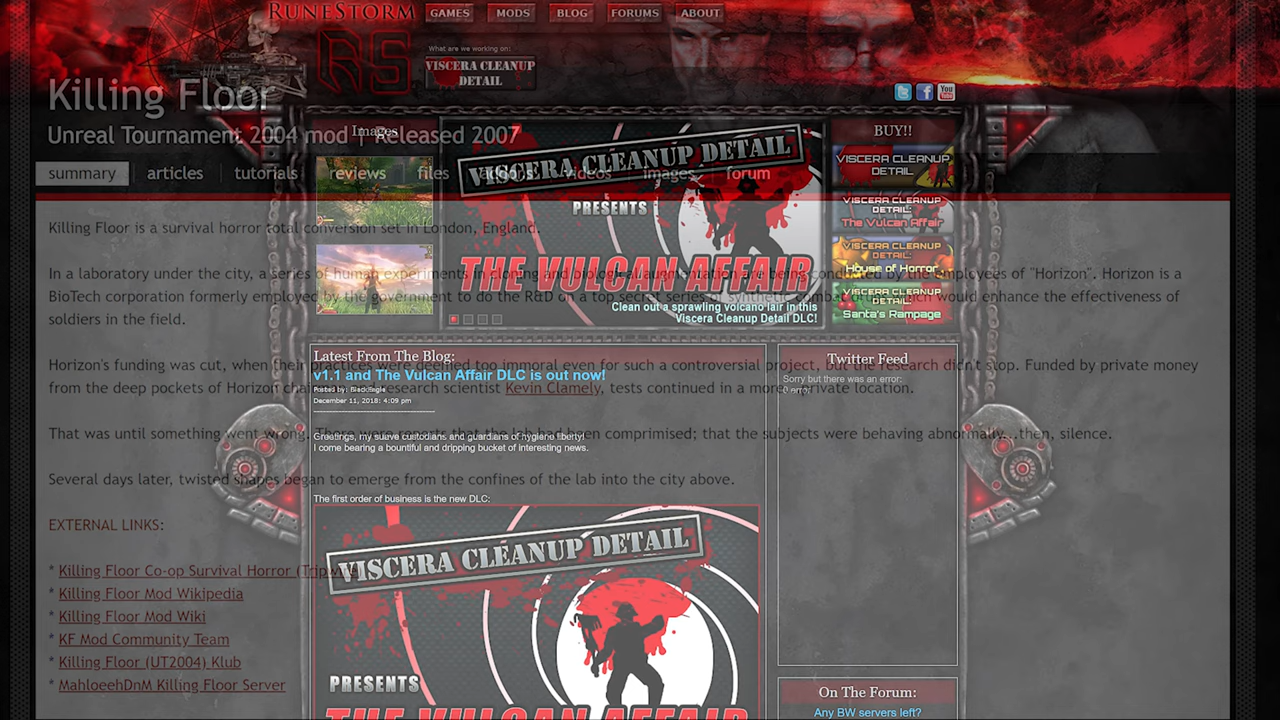 RUNESTORM
GAMES
MODS
BLOG
FORUMS
ABOUT
RS
What are we working on:
VISCERA CLEANUP
DETAIL
Killing Floor
Unreal Tournament 2004 mod | Released 2007
summary articles tutorials reviews files addons videos images forum
Images
VISCERA CLEANUP DETAIL
PRESENTS
THE VULCAN AFFAIR
Clean out a sprawling volcano lair in this
Viscera Cleanup Detail DLC!
BUY!!
VISCERA CLEANUP
DETAIL
VISCERA CLEANUP
DETAIL:
The Vulcan Affair
VISCERA CLEANUP
DETAIL:
House of Horror
VISCERA CLEANUP
DETAIL:
Santa's Rampage
Killing Floor is a survival horror total conversion set in London, England.
In a laboratory under the city, a series of human experiments in cloning and biological augmentation are being conducted by the employees of "Horizon". Horizon is a
BioTech corporation formerly employed by the government to do the R&D on a top secret series of synthetic combat which would enhance the effectiveness of
soldiers in the field.
Horizon's funding was cut, when their practices were deemed too immoral even for such a controversial project, but the research didn't stop. Funded by private money
from the deep pockets of Horizon research scientist Kevin Clamely, tests continued in a more private location.
That was until something went wrong. There were reports that the lab had been comprimised; that the subjects were behaving abnormally...then, silence.
Several days later, twisted shapes began to emerge from the confines of the lab into the city above.
EXTERNAL LINKS:
* Killing Floor Co-op Survival Horror
* Killing Floor Mod Wikipedia
* Killing Floor Mod Wiki
* KF Mod Community Team
* Killing Floor (UT2004) Klub
* MahloeehDnM Killing Floor Server
Latest From The Blog:
v1.1 and The Vulcan Affair DLC is out now!
Posted by: BlackEagle
December 11, 2018: 4:09 pm
Greetings, my sueve custodians and guardians of hygiene liberty!
I come bearing a bountiful and dripping bucket of interesting news.
The first order of business is the new DLC:
VISCERA CLEANUP DETAIL
PRESENTS
THE VULCAN AFFAIR
Twitter Feed
Sorry but there was an error:
0 error
On The Forum:
Any BW servers left?